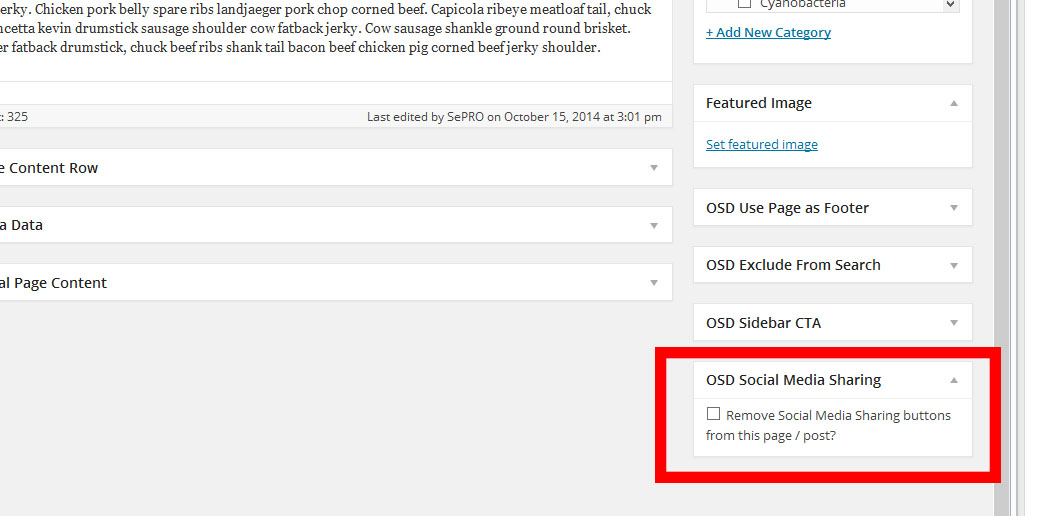 erky. Chicken pork belly spare ribs landjaeger pork chop corned beef. Capicola ribeye meatloaf tail, chuck
ncetta kevin drumstick sausage shoulder cow fatback jerky. Cow sausage shankle ground round brisket.
er fatback drumstick, chuck beef ribs shank tail bacon beef chicken pig corned beef jerky shoulder.
: 325
Last edited by SePRO on October 15, 2014 at 3:01 pm
e Content Row
a Data
al Page Content
Cyanobacteria
+ Add New Category
Featured Image
Set featured image
OSD Use Page as Footer
OSD Exclude From Search
OSD Sidebar CTA
OSD Social Media Sharing
Remove Social Media Sharing buttons
from this page / post?